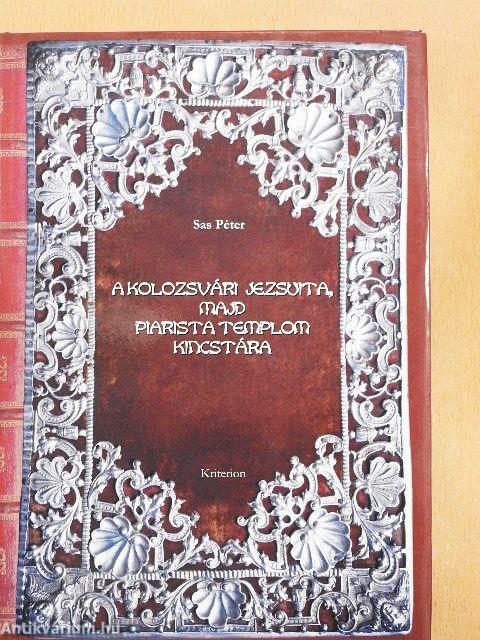 Sas Péter
A KOLOZSVÁRI JEZSUITA,
MAJD
PIARISTA TEMPLOM
KINCSTÁRA
Kriterion
Antikvarium.hu